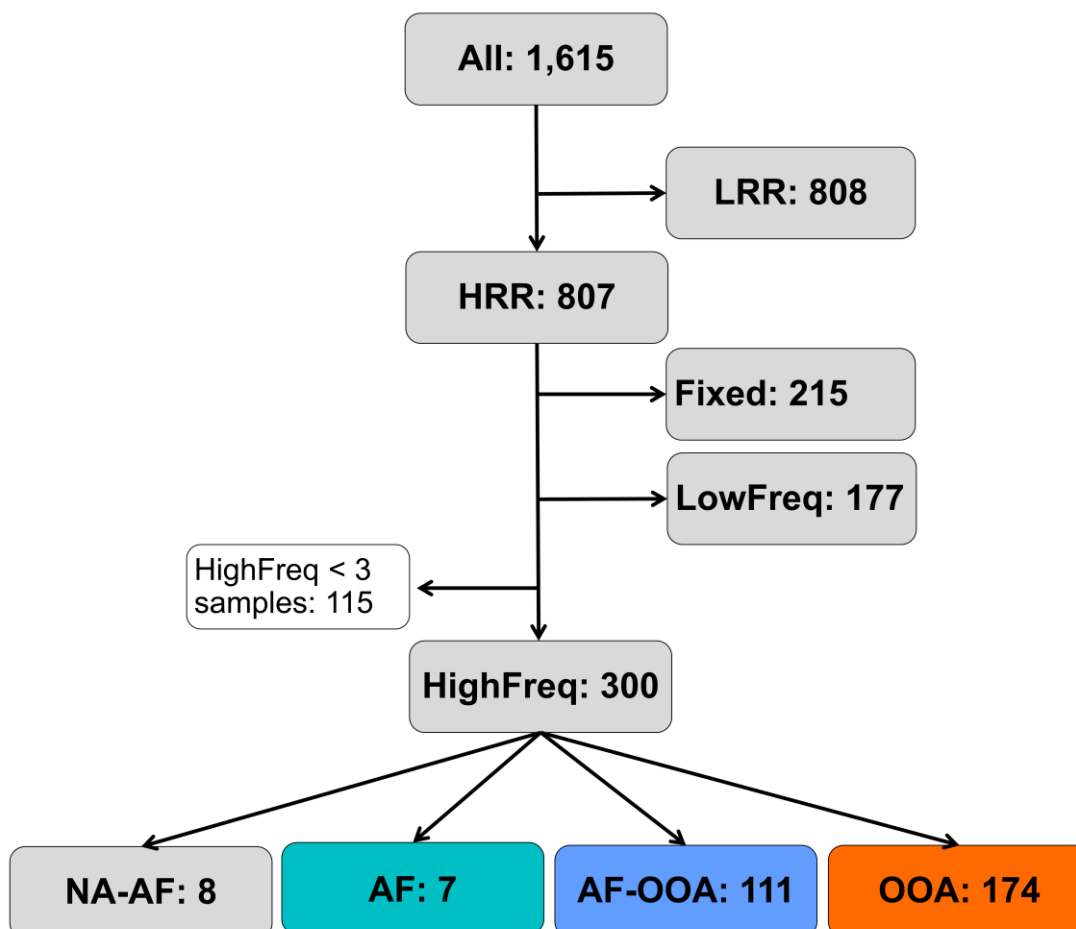 All: 1,615
LRR: 808
HRR: 807
Fixed: 215
LowFreq: 177
HighFreq < 3
samples: 115
HighFreq: 300
NA-AF: 8
AF: 7
AF-OOA: 111
OOA: 174